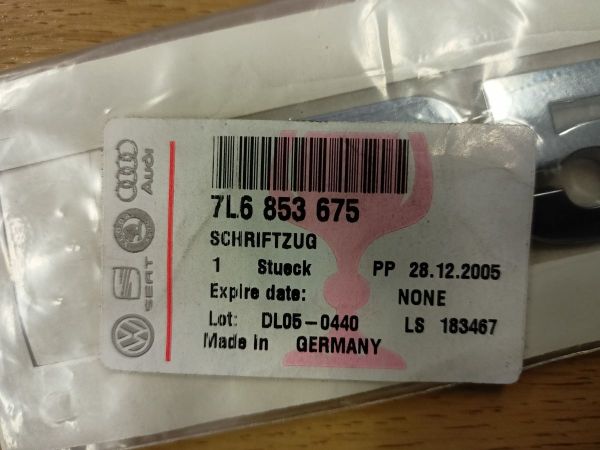 Audi
SEAT
7L6 853 675
SCHRIFTZUG
1 Stueck PP 28.12.2005
Expire date: NONE
Lot: DL05-0440 LS 183467
Made in GERMANY